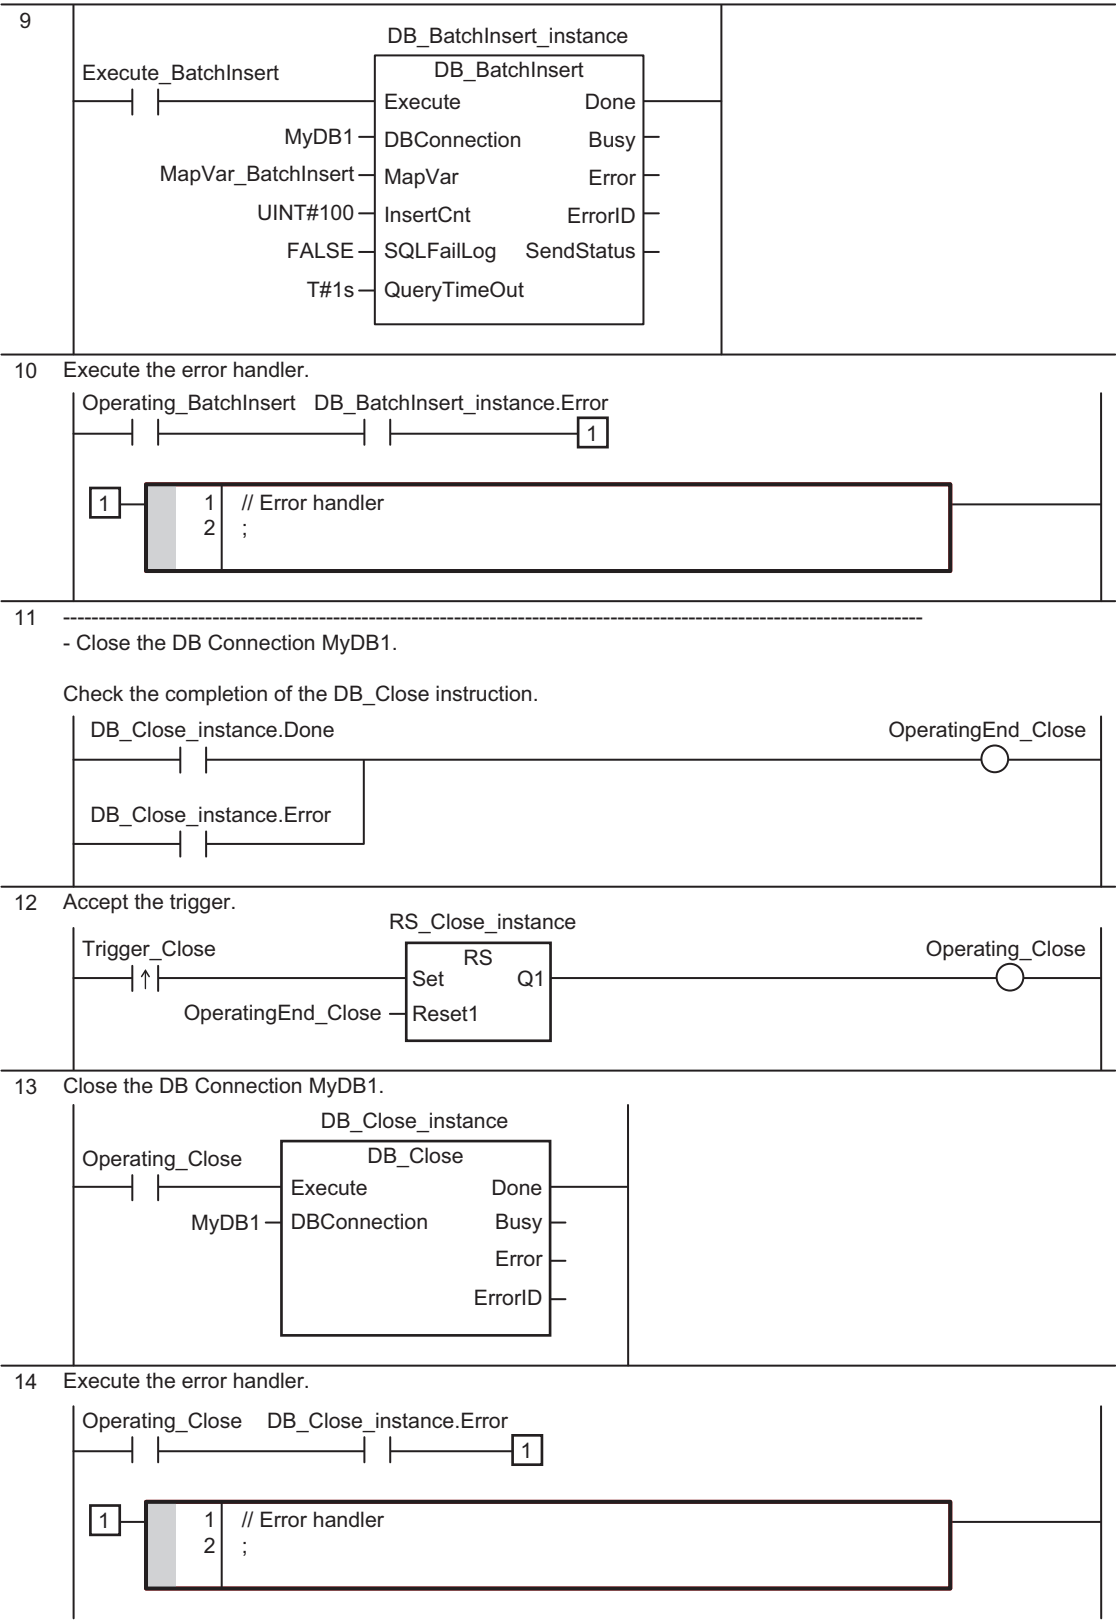 9
DB_BatchInsert_instance
Execute_BatchInsert
DB_BatchInsert
Execute Done
MyDB1 DBConnection Busy
MapVar_BatchInsert MapVar Error
UINT#100 InsertCnt ErrorID
FALSE SQLFailLog SendStatus
T#1s QueryTimeOut
10 Execute the error handler.
Operating_BatchInsert DB_BatchInsert_instance.Error
1
1 1 // Error handler
2 ;
11 ----------------------------------------------------------------------------------------------------------------------------
- Close the DB Connection MyDB1.
Check the completion of the DB_Close instruction.
DB_Close_instance.Done OperatingEnd_Close
DB_Close_instance.Error
12 Accept the trigger.
RS_Close_instance
Trigger_Close RS Operating_Close
↑ Set Q1
OperatingEnd_Close Reset1
13 Close the DB Connection MyDB1.
DB_Close_instance
Operating_Close DB_Close
Execute Done
MyDB1 DBConnection Busy
Error
ErrorID
14 Execute the error handler.
Operating_Close DB_Close_instance.Error
1
1 1 // Error handler
2 ;